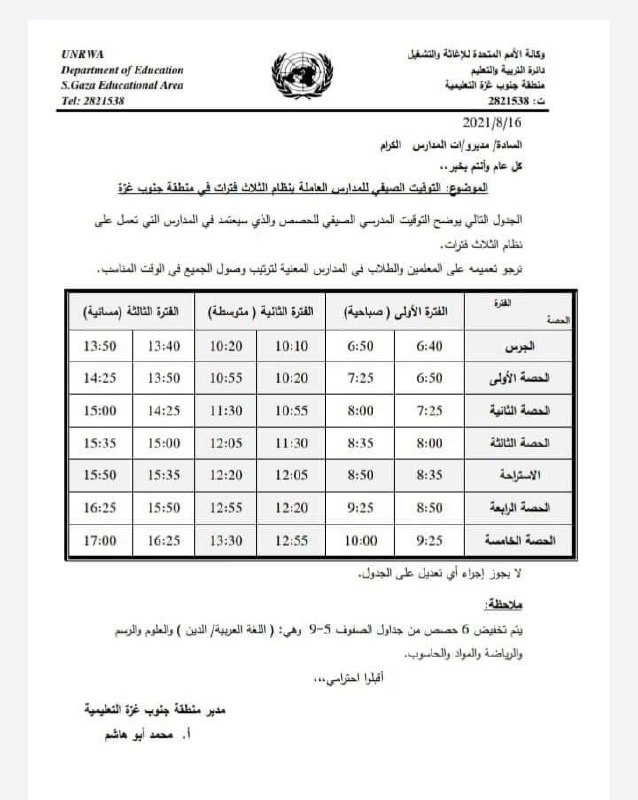 UNRWA
Department of Education
S.Gaza Educational Area
Tel: 2821538
وكالة الأمم المتحدة للإغاثة والتشغيل
دائرة التربية والتعليم
منطقة جنوب غزة التعليمية
ت: 2821538
2021/8/16
السادة/ مديرو/ات المدارس الكرام
كل عام وأنتم بخير،،
الموضوع: التوقيت الصيفي للمدارس العاملة بنظام الثلاث فترات في منطقة جنوب غزة
الجدول التالي يوضح التوقيت المدرسي الصيفي للحصص والذي سيعتمد في المدارس التي تعمل على
نظام الثلاث فترات.
نرجو تعميمه على المعلمين والطلاب في المدارس المعنية لترتيب وصول الجميع في الوقت المناسب.
الفترة الحصة الفترة الأولى ( صباحية) الفترة الثانية ( متوسطة) الفترة الثالثة (مسائية)
الجرس 6:40 6:50 10:10 10:20 13:40 13:50
الحصة الأولى 6:50 7:25 10:20 10:55 13:50 14:25
الحصة الثانية 7:25 8:00 10:55 11:30 14:25 15:00
الحصة الثالثة 8:00 8:35 11:30 12:05 15:00 15:35
الاستراحة 8:35 8:50 12:05 12:20 15:35 15:50
الحصة الرابعة 8:50 9:25 12:20 12:55 15:50 16:25
الحصة الخامسة 9:25 10:00 12:55 13:30 16:25 17:00
لا يجوز إجراء أي تعديل على الجدول.
ملاحظة:
يتم تخفيض 6 حصص من جداول الصفوف 5-9 وهي: ( اللغة العربية/ الدين ) والعلوم والرسم
والرياضة والمواد والحاسوب.
أقبلوا احترامي،،،
مدير منطقة جنوب غزة التعليمية
أ. محمد أبو هاشم